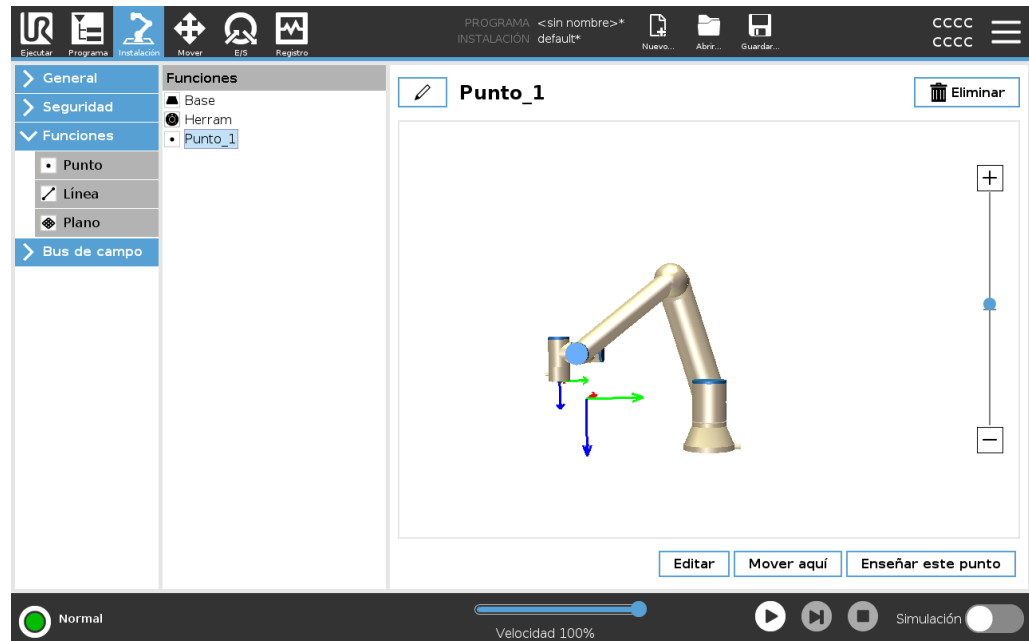 Ejecutar
Programa
Instalación
Mover
E/S
Registro
PROGRAMA <sin nombre>*
INSTALACIÓN default*
Nuevo...
Abrir...
Guardar...
CCCC
CCCC
General
Seguridad
Funciones
Punto
Línea
Plano
Bus de campo
Funciones
Base
Herram
Punto_1
Punto_1
Eliminar
Editar
Mover aquí
Enseñar este punto
Normal
Velocidad 100%
Simulación